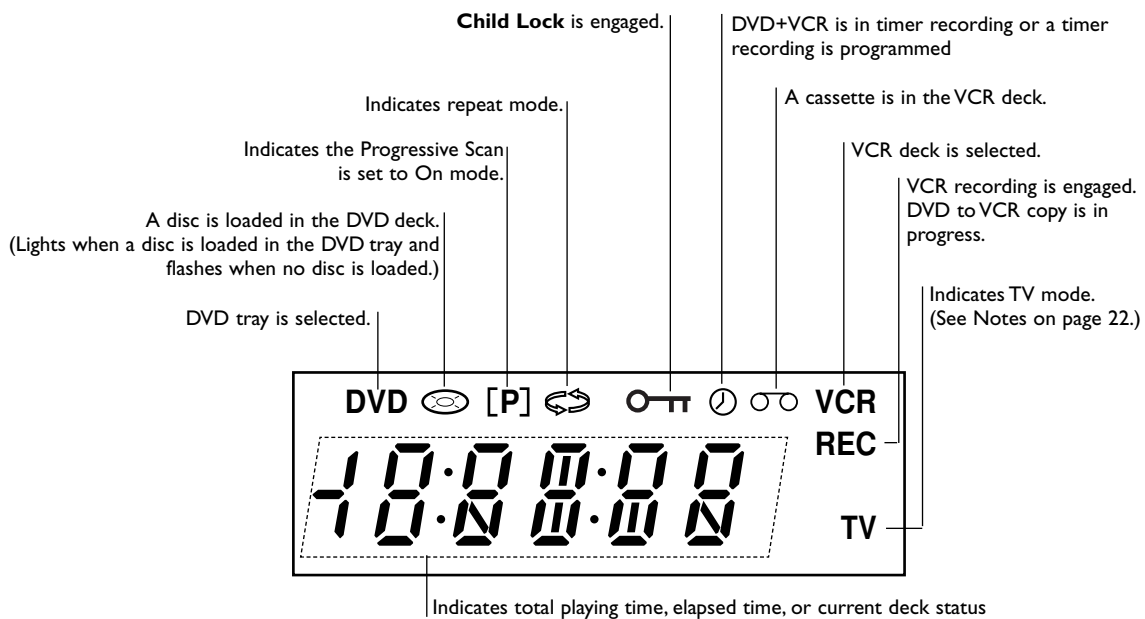 Child Lock is engaged.
DVD+VCR is in timer recording or a timer
recording is programmed
Indicates repeat mode.
A cassette is in the VCR deck.
Indicates the Progressive Scan
is set to On mode.
VCR deck is selected.
A disc is loaded in the DVD deck.
(Lights when a disc is loaded in the DVD tray and
flashes when no disc is loaded.)
VCR recording is engaged.
DVD to VCR copy is in
progress.
DVD tray is selected.
Indicates TV mode.
(See Notes on page 22.)
DVD [P] VCR
REC
TV
Indicates total playing time, elapsed time, or current deck status